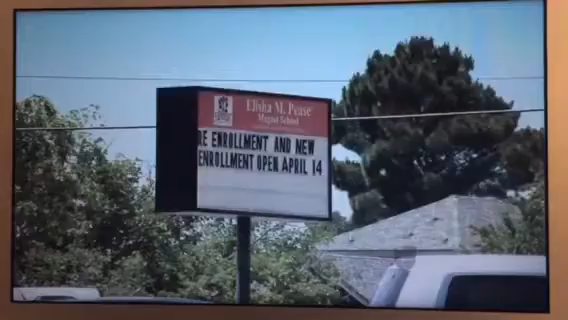 Elisha M. Pease
Magnet School
RE ENROLLMENT AND NEW
ENROLLMENT OPEN APRIL 14